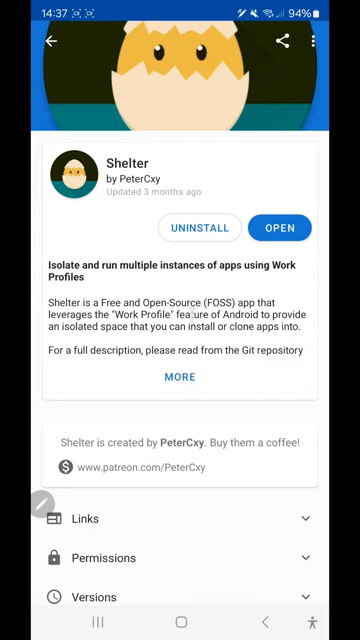 14:37
94%
Shelter
by PeterCxy
Updated 3 months ago
UNINSTALL
OPEN
Isolate and run multiple instances of apps using Work
Profiles
Shelter is a Free and Open-Source (FOSS) app that
leverages the "Work Profile" feature of Android to provide
an isolated space that you can install or clone apps into.
For a full description, please read from the Git repository
MORE
Shelter is created by PeterCxy. Buy them a coffee!
www.patreon.com/PeterCxy
Links
Permissions
Versions